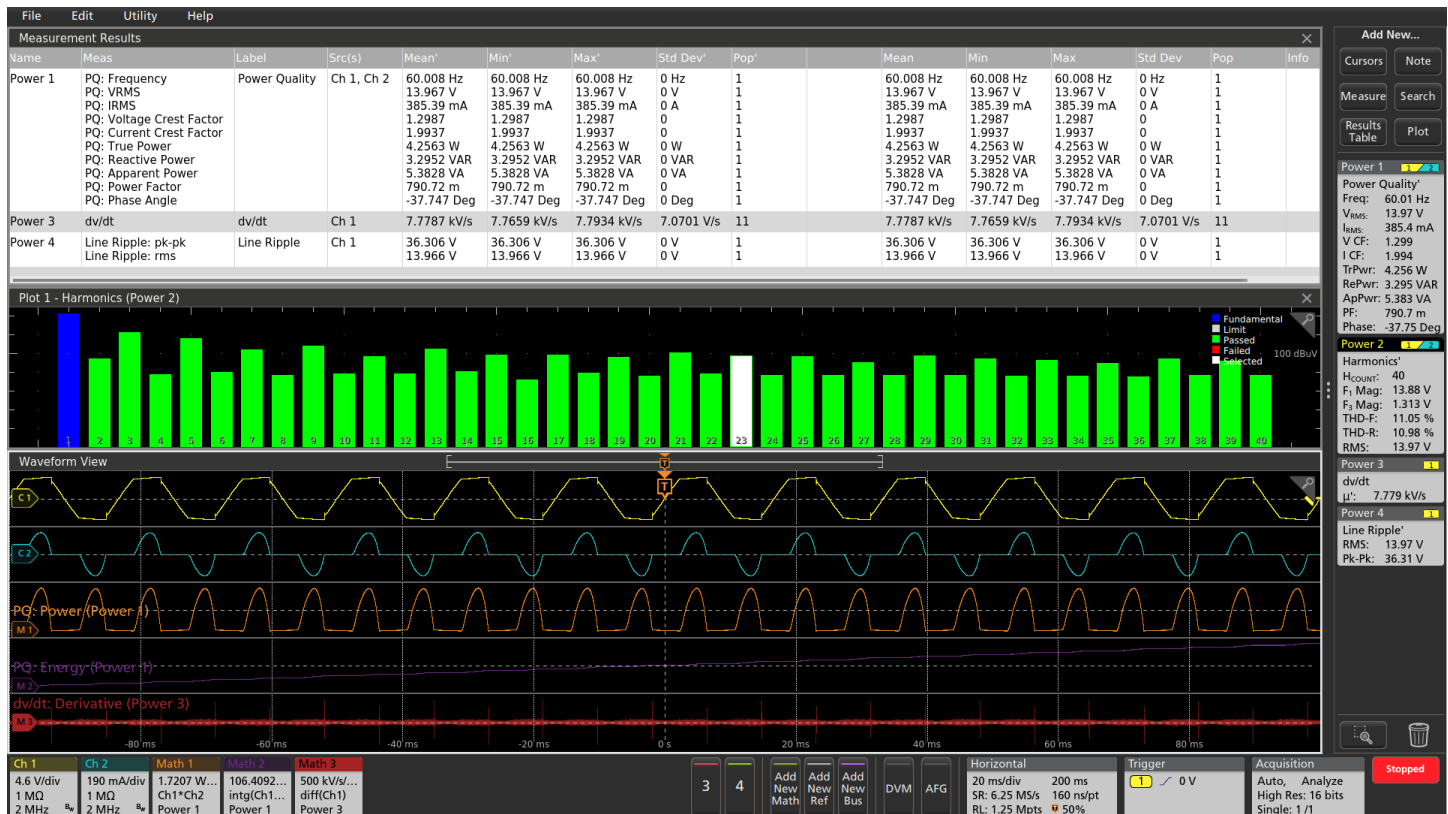 File Edit Utility Help
Measurement Results
Name Meas Label Src(s) Mean' Min' Max' Std Dev' Pop' Mean Min Max Std Dev Pop Info
Power 1 PQ: Frequency Power Quality Ch 1, Ch 2 60.008 Hz 60.008 Hz 60.008 Hz 0 Hz 1 60.008 Hz 60.008 Hz 60.008 Hz 0 Hz 1
PQ: VRMS 13.967 V 13.967 V 13.967 V 0 V 1 13.967 V 13.967 V 13.967 V 0 V 1
PQ: IRMS 385.39 mA 385.39 mA 385.39 mA 0 A 1 385.39 mA 385.39 mA 385.39 mA 0 A 1
PQ: Voltage Crest Factor 1.2987 1.2987 1.2987 0 1 1.2987 1.2987 1.2987 0 1
PQ: Current Crest Factor 1.9937 1.9937 1.9937 0 1 1.9937 1.9937 1.9937 0 1
PQ: True Power 4.2563 W 4.2563 W 4.2563 W 0 W 1 4.2563 W 4.2563 W 4.2563 W 0 W 1
PQ: Reactive Power 3.2952 VAR 3.2952 VAR 3.2952 VAR 0 VAR 1 3.2952 VAR 3.2952 VAR 3.2952 VAR 0 VAR 1
PQ: Apparent Power 5.3828 VA 5.3828 VA 5.3828 VA 0 VA 1 5.3828 VA 5.3828 VA 5.3828 VA 0 VA 1
PQ: Power Factor 790.72 m 790.72 m 790.72 m 0 1 790.72 m 790.72 m 790.72 m 0 1
PQ: Phase Angle -37.747 Deg -37.747 Deg -37.747 Deg 0 Deg 1 -37.747 Deg -37.747 Deg -37.747 Deg 0 Deg 1
Power 3 dv/dt dv/dt Ch 1 7.7787 kV/s 7.7659 kV/s 7.7934 kV/s 7.0701 V/s 11 7.7787 kV/s 7.7659 kV/s 7.7934 kV/s 7.0701 V/s 11
Power 4 Line Ripple: pk-pk Line Ripple Ch 1 36.306 V 36.306 V 36.306 V 0 V 1 36.306 V 36.306 V 36.306 V 0 V 1
Line Ripple: rms 13.966 V 13.966 V 13.966 V 0 V 1 13.966 V 13.966 V 13.966 V 0 V 1
Plot 1 - Harmonics (Power 2)
Fundamental
Limit
Passed
Failed
Selected
100 dBuV
1 2 3 4 5 6 7 8 9 10 11 12 13 14 15 16 17 18 19 20 21 22 23 24 25 26 27 28 29 30 31 32 33 34 35 36 37 38 39 40
Waveform View
T
T
C 1
C 2
PQ: Power (Power 1)
M 1
PQ: Energy (Power 1)
M 2
dv/dt: Derivative (Power 3)
M 3
-80 ms -60 ms -40 ms -20 ms 0 s 20 ms 40 ms 60 ms 80 ms
Add New...
Cursors Note
Measure Search
Results Table Plot
Power 1 1 2
Power Quality'
Freq: 60.01 Hz
VRMS: 13.97 V
IRMS: 385.4 mA
V CF: 1.299
I CF: 1.994
TrPwr: 4.256 W
RePwr: 3.295 VAR
ApPwr: 5.383 VA
PF: 790.7 m
Phase: -37.75 Deg
Power 2 1 2
Harmonics'
HCOUNT: 40
F1 Mag: 13.88 V
F3 Mag: 1.313 V
THD-F: 11.05 %
THD-R: 10.98 %
RMS: 13.97 V
Power 3 1
dv/dt
μ': 7.779 kV/s
Power 4 1
Line Ripple'
RMS: 13.97 V
Pk-Pk: 36.31 V
Ch 1
4.6 V/div
1 MΩ
2 MHz Bw
Ch 2
190 mA/div
1 MΩ
2 MHz Bw
Math 1
1.7207 W...
Ch1*Ch2
Power 1
Math 2
106.4092...
intg(Ch1...
Power 1
Math 3
500 kV/s/...
diff(Ch1)
Power 3
3 4
Add New Math
Add New Ref
Add New Bus
DVM AFG
Horizontal
20 ms/div 200 ms
SR: 6.25 MS/s 160 ns/pt
RL: 1.25 Mpts T 50%
Trigger
1 0 V
Acquisition
Auto, Analyze
High Res: 16 bits
Single: 1 /1
Stopped